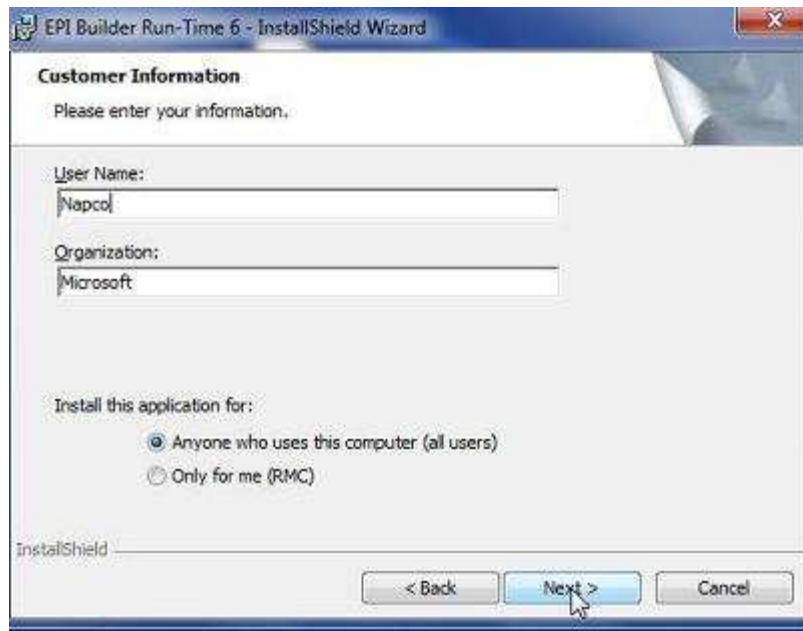 EPI Builder Run-Time 6 - InstallShield Wizard
Customer Information
Please enter your information.
User Name:
Napco
Organization:
Microsoft
Install this application for:
Anyone who uses this computer (all users)
Only for me (RMC)
InstallShield
< Back Next > Cancel